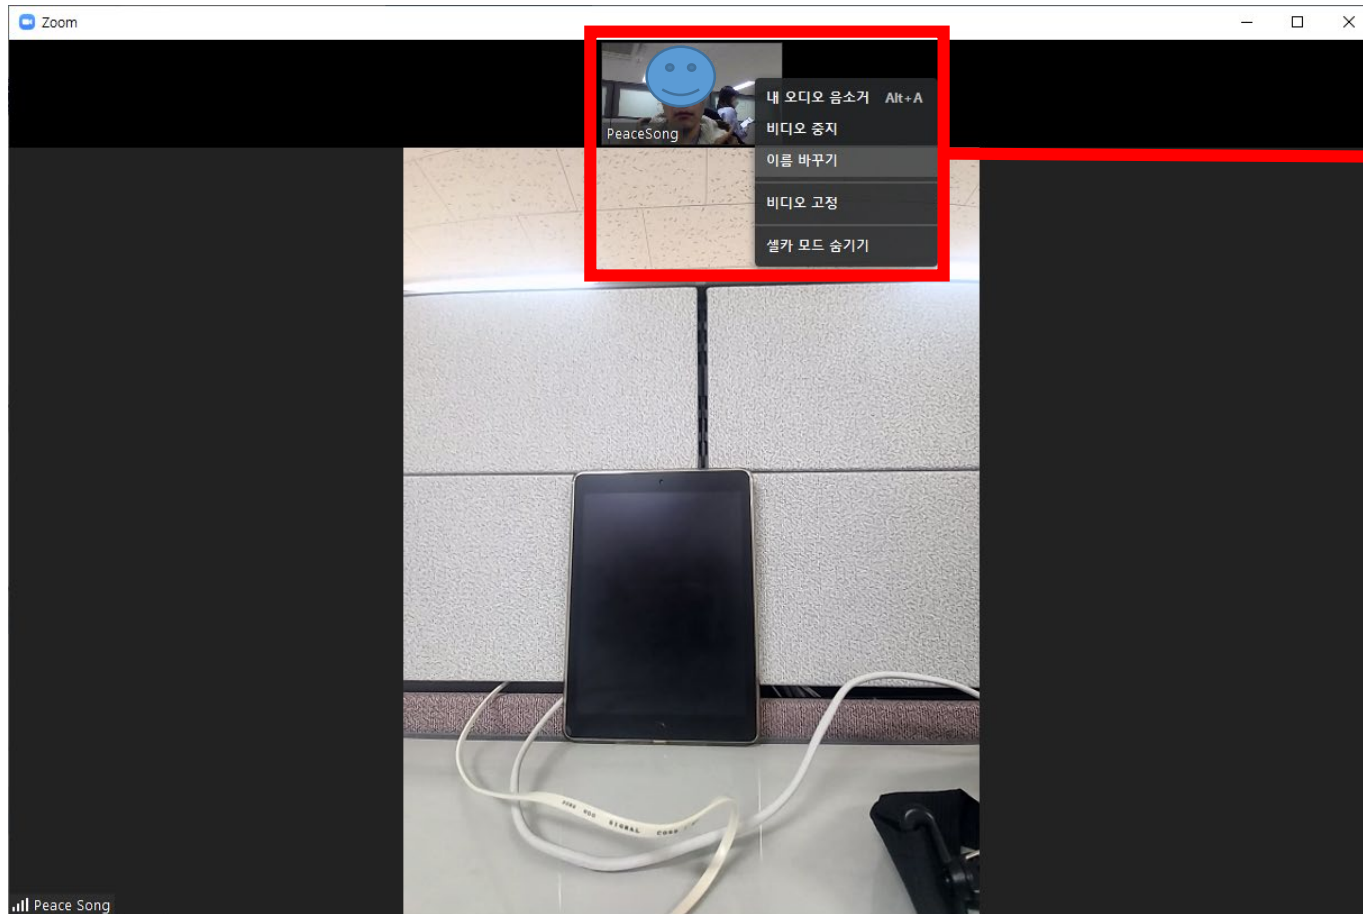 Zoom
PeaceSong
내 오디오 음소거 Alt+A
비디오 중지
이름 바꾸기
비디오 고정
셀카 모드 숨기기
SIGNAL
Peace Song